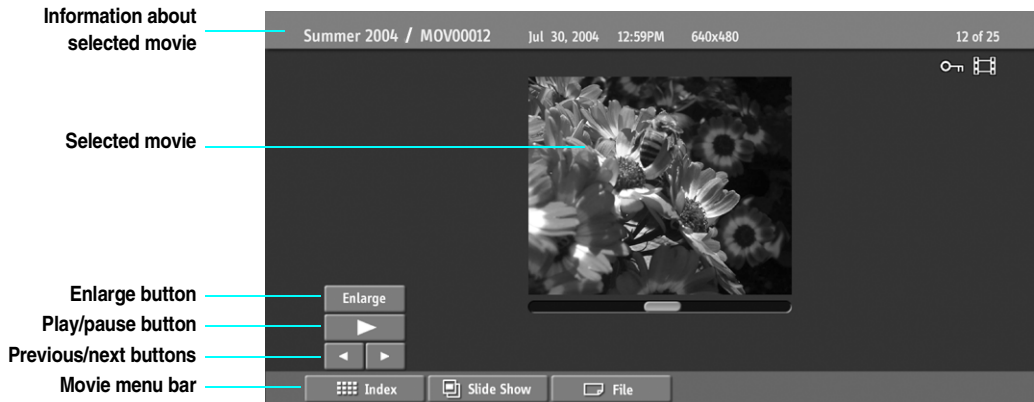 Information about
selected movie
Summer 2004 / MOV00012 Jul 30, 2004 12:59PM 640x480 12 of 25
Selected movie
Enlarge button
Enlarge
Play/pause button
Previous/next buttons
Movie menu bar
Index Slide Show File